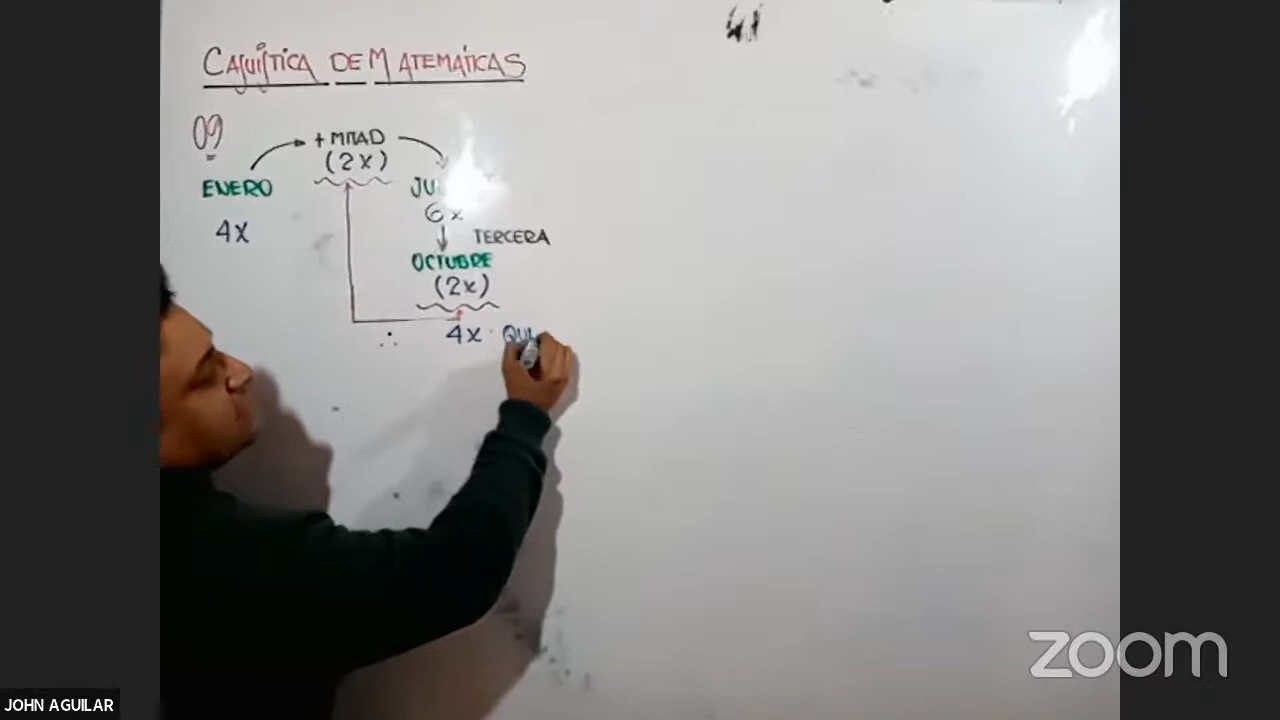 CASUÍSTICA DE MATEMÁTICAS
09
+ MITAD
(2x)
ENERO
4x
6x
TERCERA
OCTUBRE
(2x)
∴ 4x
zoom
JOHN AGUILAR